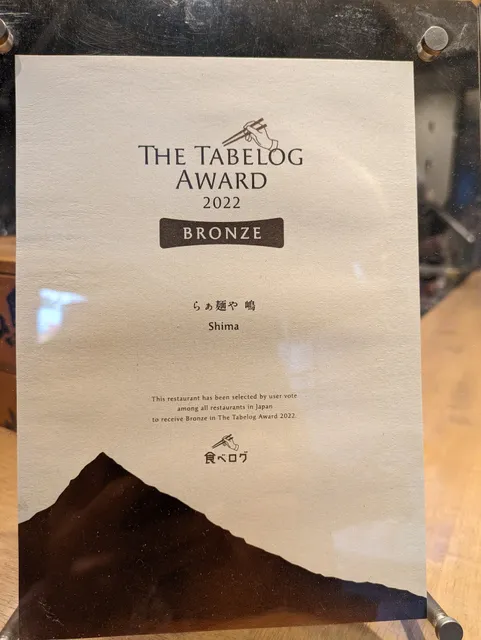 THE TABELOG
AWARD
2022
BRONZE
らぁ麺や 嶋
Shima
This restaurant has been selected by user vote
among all restaurants in Japan
to receive Bronze in The Tabelog Award 2022.
食べログ